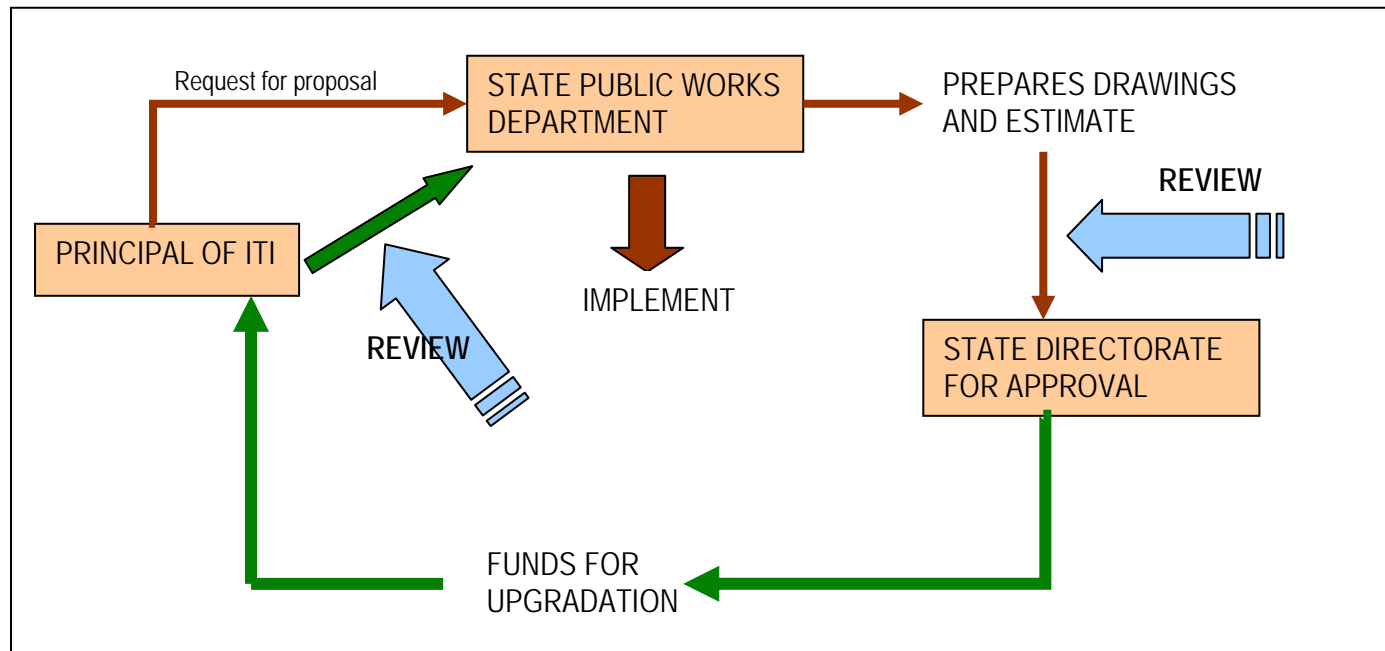 Request for proposal
STATE PUBLIC WORKS
DEPARTMENT
PREPARES DRAWINGS
AND ESTIMATE
REVIEW
PRINCIPAL OF ITI
IMPLEMENT
REVIEW
STATE DIRECTORATE
FOR APPROVAL
FUNDS FOR
UPGRADATION